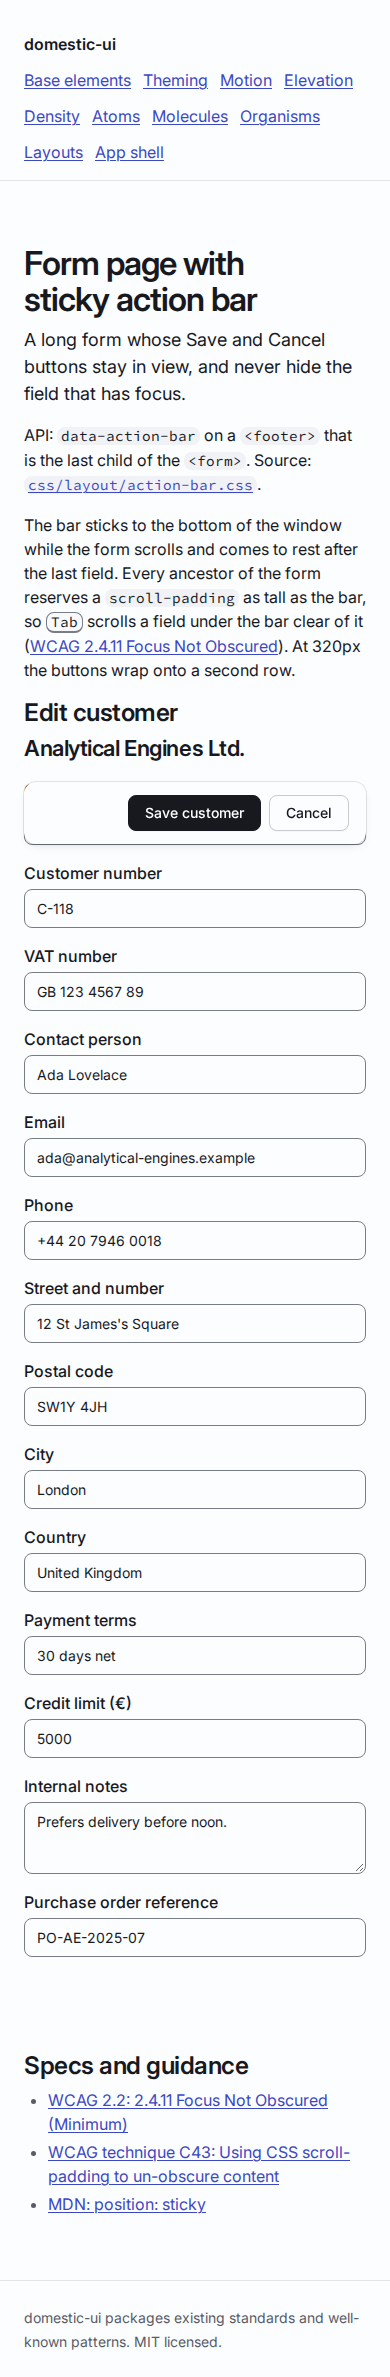 domestic-ui
Base elements Theming Motion Elevation
Density Atoms Molecules Organisms
Layouts App shell
Form page with
sticky action bar
A long form whose Save and Cancel
buttons stay in view, and never hide the
field that has focus.
API: data-action-bar on a <footer> that
is the last child of the <form>. Source:
css/layout/action-bar.css.
The bar sticks to the bottom of the window
while the form scrolls and comes to rest after
the last field. Every ancestor of the form
reserves a scroll-padding as tall as the bar,
so Tab scrolls a field under the bar clear of it
(WCAG 2.4.11 Focus Not Obscured). At 320px
the buttons wrap onto a second row.
Edit customer
Analytical Engines Ltd.
Save customer Cancel
Customer number
C-118
VAT number
GB 123 4567 89
Contact person
Ada Lovelace
Email
ada@analytical-engines.example
Phone
+44 20 7946 0018
Street and number
12 St James's Square
Postal code
SW1Y 4JH
City
London
Country
United Kingdom
Payment terms
30 days net
Credit limit (€)
5000
Internal notes
Prefers delivery before noon.
Purchase order reference
PO-AE-2025-07
Specs and guidance
• WCAG 2.2: 2.4.11 Focus Not Obscured
(Minimum)
• WCAG technique C43: Using CSS scroll-
padding to un-obscure content
• MDN: position: sticky
domestic-ui packages existing standards and well-
known patterns. MIT licensed.